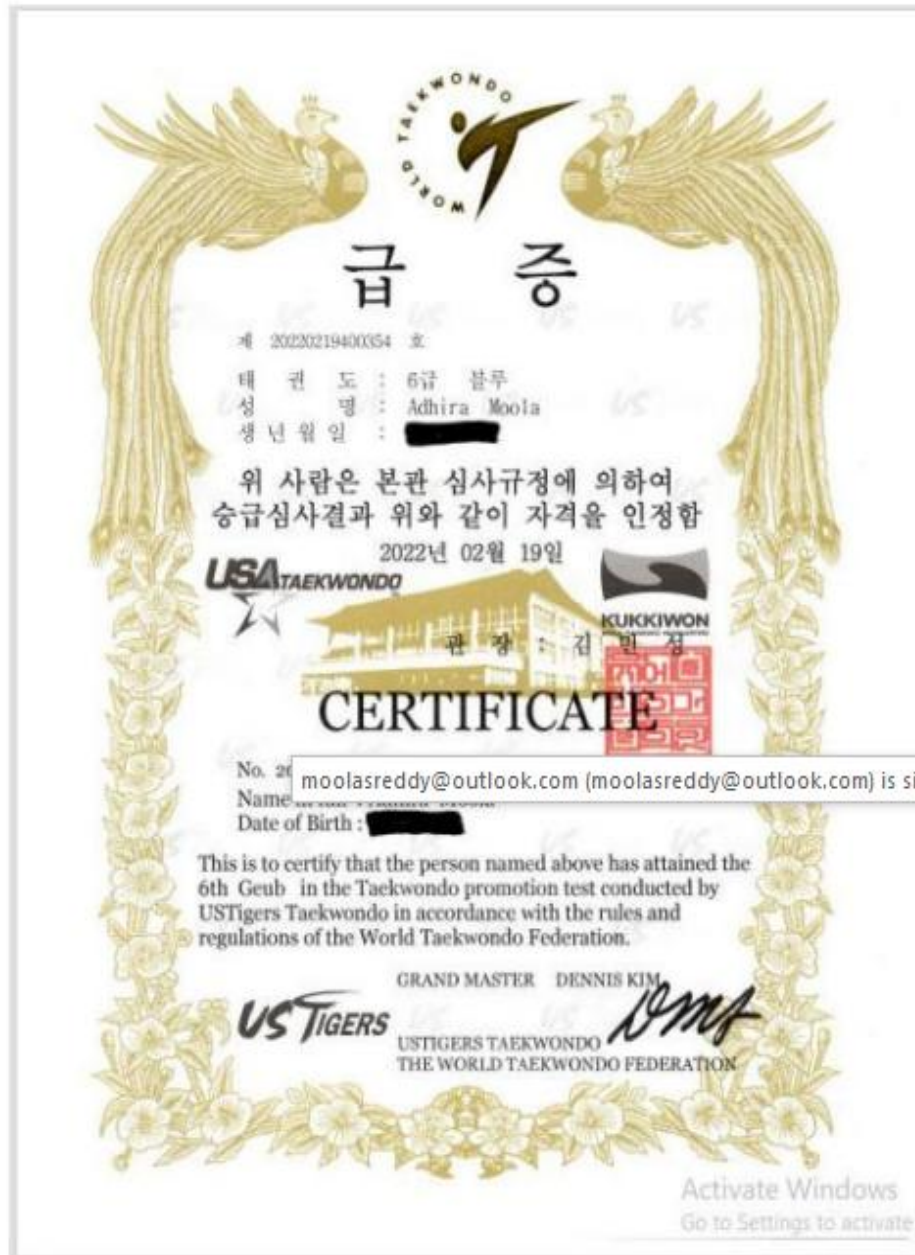 WORLD TAEKWONDO
급 증
제 20220219400354 호
태 권 도 : 6급 블루
성 명 : Adhira Moola
생 년 월 일 :
위 사람은 본관 심사규정에 의하여
승급심사결과 위와 같이 자격을 인정함
2022년 02월 19일
USA TAEKWONDO
KUKKIWON
관 장 : 김 민 성
CERTIFICATE
No. 20
moolasreddy@outlook.com (moolasreddy@outlook.com) is si
Name
Date of Birth :
This is to certify that the person named above has attained the
6th Geub in the Taekwondo promotion test conducted by
USTigers Taekwondo in accordance with the rules and
regulations of the World Taekwondo Federation.
GRAND MASTER DENNIS KIM
US TIGERS
USTIGERS TAEKWONDO
THE WORLD TAEKWONDO FEDERATION
Activate Windows
Go to Settings to activate